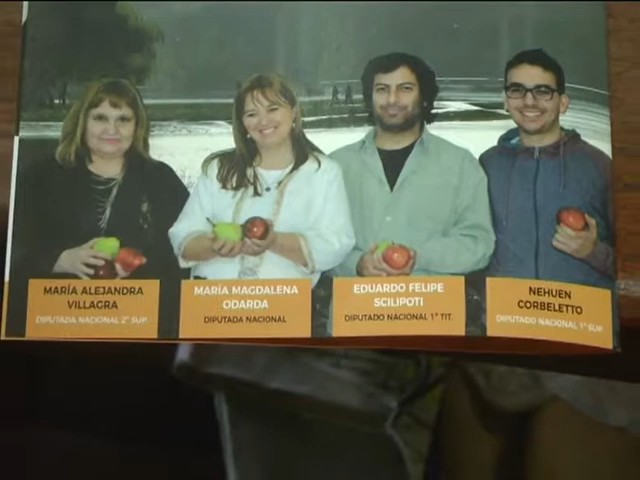 MARÍA ALEJANDRA
VILLAGRA
DIPUTADA NACIONAL 2° SUP.
MARÍA MAGDALENA
ODARDA
DIPUTADA NACIONAL
EDUARDO FELIPE
SCILIPOTI
DIPUTADO NACIONAL 1° TIT.
NEHUEN
CORBELETTO
DIPUTADO NACIONAL 1° SUP.